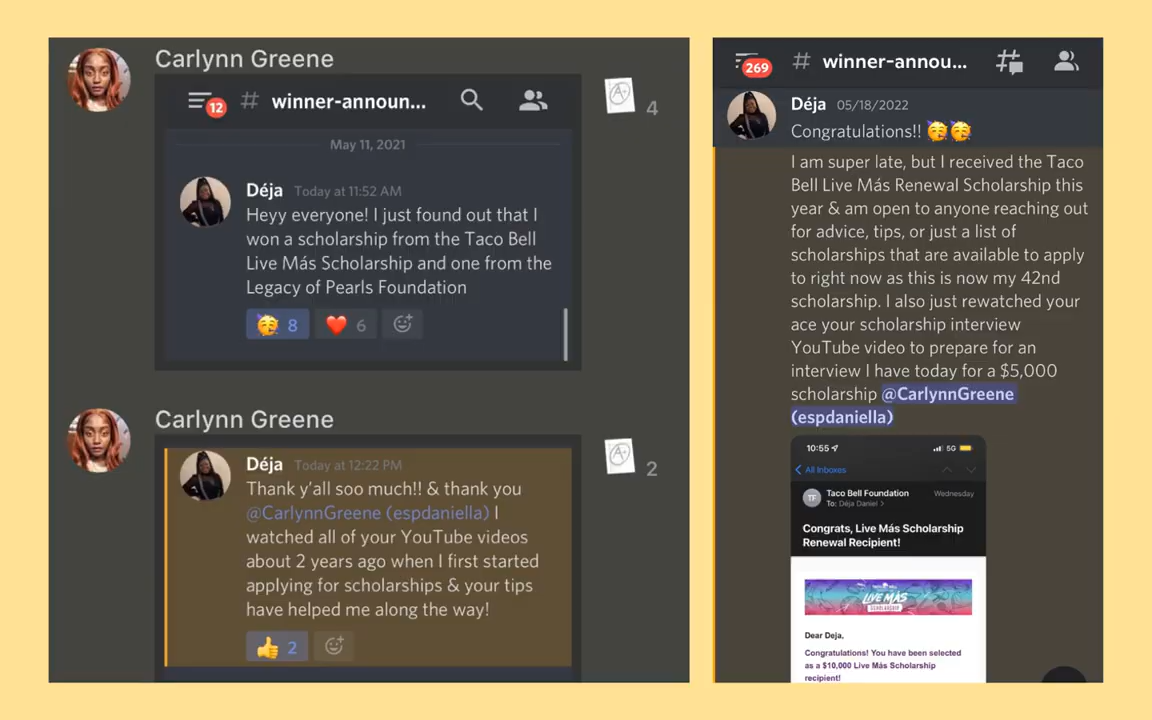 Carlynn Greene
12
# winner-announ...
4
May 11, 2021
Déja Today at 11:52 AM
Heyy everyone! I just found out that I
won a scholarship from the Taco Bell
Live Más Scholarship and one from the
Legacy of Pearls Foundation
8 6
Carlynn Greene
2
Déja Today at 12:22 PM
Thank y'all soo much!! & thank you
@CarlynnGreene (espdaniella) I
watched all of your YouTube videos
about 2 years ago when I first started
applying for scholarships & your tips
have helped me along the way!
2
269
# winner-annou...
Déja 05/18/2022
Congratulations!!
I am super late, but I received the Taco
Bell Live Más Renewal Scholarship this
year & am open to anyone reaching out
for advice, tips, or just a list of
scholarships that are available to apply
to right now as this is now my 42nd
scholarship. I also just rewatched your
ace your scholarship interview
YouTube video to prepare for an
interview I have today for a $5,000
scholarship @CarlynnGreene
(espdaniella)
10:55 5G
All Inboxes
TF
Taco Bell Foundation Wednesday
To: Déja Daniel >
Congrats, Live Más Scholarship
Renewal Recipient!
LIVE MÁS
SCHOLARSHIP
Dear Deja,
Congratulations! You have been selected
as a $10,000 Live Más Scholarship
recipient!